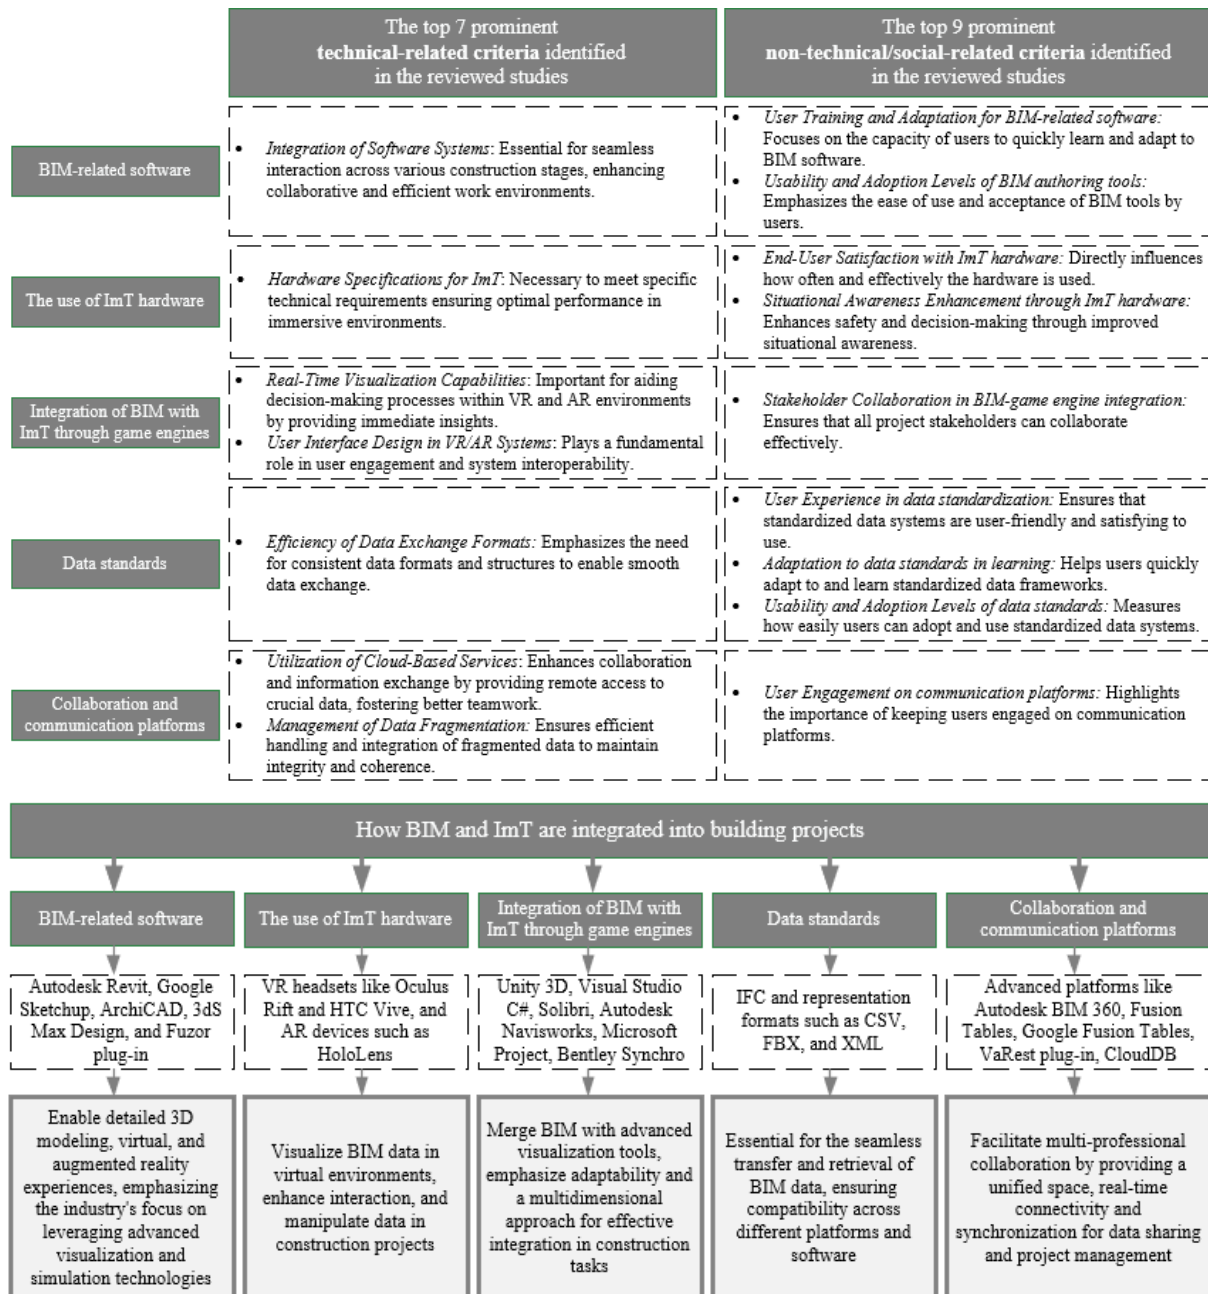 The top 7 prominent
technical-related criteria identified
in the reviewed studies
The top 9 prominent
non-technical/social-related criteria identified
in the reviewed studies
BIM-related software
• Integration of Software Systems: Essential for seamless
interaction across various construction stages, enhancing
collaborative and efficient work environments.
• User Training and Adaptation for BIM-related software:
Focuses on the capacity of users to quickly learn and adapt to
BIM software.
• Usability and Adoption Levels of BIM authoring tools:
Emphasizes the ease of use and acceptance of BIM tools by
users.
The use of ImT hardware
• Hardware Specifications for ImT: Necessary to meet specific
technical requirements ensuring optimal performance in
immersive environments.
• End-User Satisfaction with ImT hardware: Directly influences
how often and effectively the hardware is used.
• Situational Awareness Enhancement through ImT hardware:
Enhances safety and decision-making through improved
situational awareness.
Integration of BIM with
ImT through game engines
• Real-Time Visualization Capabilities: Important for aiding
decision-making processes within VR and AR environments
by providing immediate insights.
• User Interface Design in VR/AR Systems: Plays a fundamental
role in user engagement and system interoperability.
• Stakeholder Collaboration in BIM-game engine integration:
Ensures that all project stakeholders can collaborate
effectively.
Data standards
• Efficiency of Data Exchange Formats: Emphasizes the need
for consistent data formats and structures to enable smooth
data exchange.
• User Experience in data standardization: Ensures that
standardized data systems are user-friendly and satisfying to
use.
• Adaptation to data standards in learning: Helps users quickly
adapt to and learn standardized data frameworks.
• Usability and Adoption Levels of data standards: Measures
how easily users can adopt and use standardized data systems.
Collaboration and
communication platforms
• Utilization of Cloud-Based Services: Enhances collaboration
and information exchange by providing remote access to
crucial data, fostering better teamwork.
• Management of Data Fragmentation: Ensures efficient
handling and integration of fragmented data to maintain
integrity and coherence.
• User Engagement on communication platforms: Highlights
the importance of keeping users engaged on communication
platforms.
How BIM and ImT are integrated into building projects
BIM-related software
The use of ImT hardware
Integration of BIM with
ImT through game engines
Data standards
Collaboration and
communication platforms
Autodesk Revit, Google
Sketchup, ArchiCAD, 3dS
Max Design, and Fuzor
plug-in
VR headsets like Oculus
Rift and HTC Vive, and
AR devices such as
HoloLens
Unity 3D, Visual Studio
C#, Solibri, Autodesk
Navisworks, Microsoft
Project, Bentley Synchro
IFC and representation
formats such as CSV,
FBX, and XML
Advanced platforms like
Autodesk BIM 360, Fusion
Tables, Google Fusion Tables,
VaRest plug-in, CloudDB
Enable detailed 3D
modeling, virtual, and
augmented reality
experiences, emphasizing
the industry's focus on
leveraging advanced
visualization and
simulation technologies
Visualize BIM data in
virtual environments,
enhance interaction, and
manipulate data in
construction projects
Merge BIM with advanced
visualization tools,
emphasize adaptability and
a multidimensional
approach for effective
integration in construction
tasks
Essential for the seamless
transfer and retrieval of
BIM data, ensuring
compatibility across
different platforms and
software
Facilitate multi-professional
collaboration by providing a
unified space, real-time
connectivity and
synchronization for data sharing
and project management